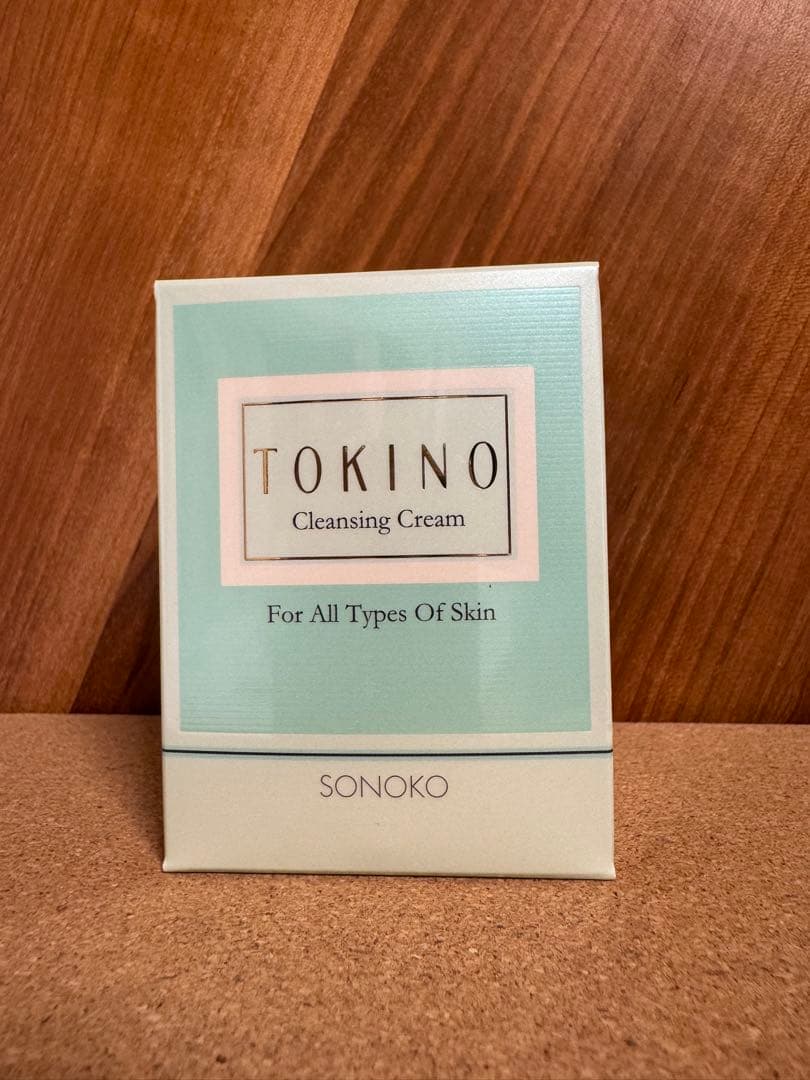 TOKINO
Cleansing Cream
For All Types Of Skin
SONOKO